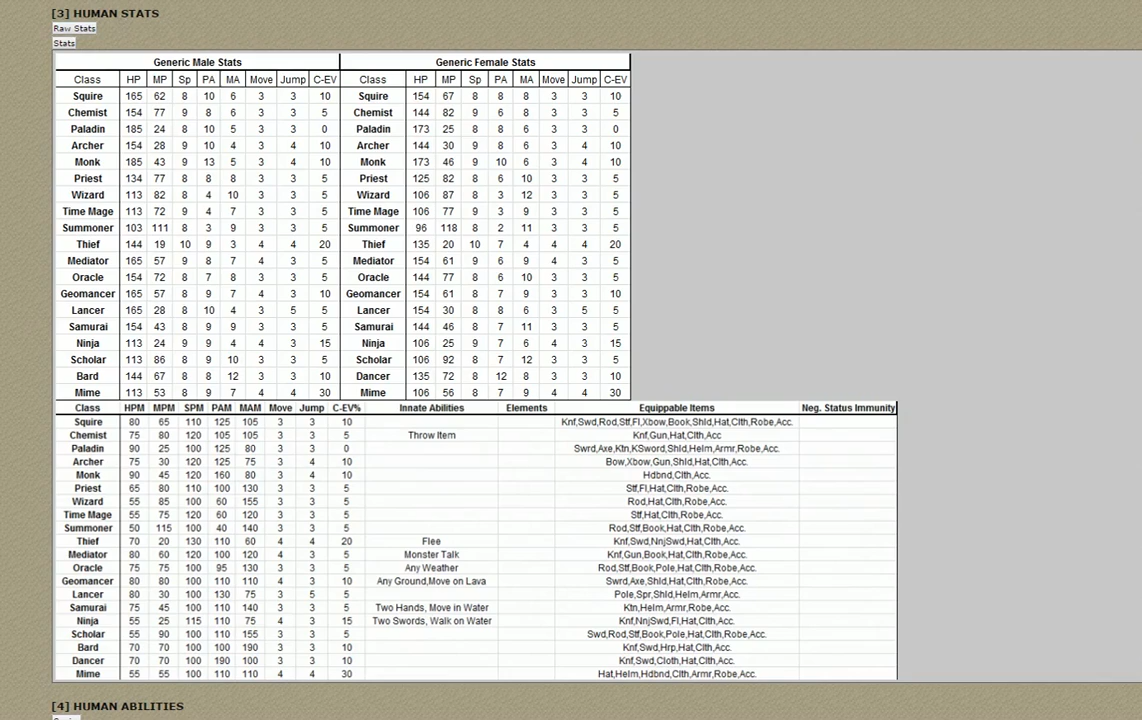 [3] HUMAN STATS
Raw Stats
Stats
Generic Male Stats Generic Female Stats
Class HP MP Sp PA MA Move Jump C-EV Class HP MP Sp PA MA Move Jump C-EV
Squire 165 62 8 10 6 3 3 10 Squire 154 67 8 8 8 3 3 10
Chemist 154 77 9 8 6 3 3 5 Chemist 144 82 9 6 8 3 3 5
Paladin 185 24 8 10 5 3 3 0 Paladin 173 25 8 8 6 3 3 0
Archer 154 28 9 10 4 3 4 10 Archer 144 30 9 8 6 3 4 10
Monk 185 43 9 13 5 3 4 10 Monk 173 46 9 10 6 3 4 10
Priest 134 77 8 8 8 3 3 5 Priest 125 82 8 6 10 3 3 5
Wizard 113 82 8 4 10 3 3 5 Wizard 106 87 8 3 12 3 3 5
Time Mage 113 72 9 4 7 3 3 5 Time Mage 106 77 9 3 9 3 3 5
Summoner 103 111 8 3 9 3 3 5 Summoner 96 118 8 2 11 3 3 5
Thief 144 19 10 9 3 4 4 20 Thief 135 20 10 7 4 4 4 20
Mediator 165 57 9 8 7 4 3 5 Mediator 154 61 9 6 9 4 3 5
Oracle 154 72 8 7 8 3 3 5 Oracle 144 77 8 6 10 3 3 5
Geomancer 165 57 8 9 7 4 3 10 Geomancer 154 61 8 7 9 4 3 10
Lancer 165 28 8 10 4 3 5 5 Lancer 154 30 8 8 6 3 5 5
Samurai 154 43 8 9 9 3 3 5 Samurai 144 46 8 7 11 3 3 5
Ninja 113 24 9 9 4 4 3 15 Ninja 106 25 9 7 6 4 3 15
Scholar 113 86 8 9 10 3 3 5 Scholar 106 92 8 7 12 3 3 5
Bard 144 67 8 8 12 3 3 10 Dancer 135 72 8 12 8 3 3 10
Mime 113 53 8 9 7 4 4 30 Mime 106 56 8 7 9 4 4 30
Class HPM MPM SPM PAM MAM Move Jump C-EV% Innate Abilities Elements Equippable Items Neg. Status Immunity
Squire 80 65 110 125 105 3 3 10 Knf,Swd,Rod,Stf,Fl,Xbow,Book,Shld,Hat,Clth,Robe,Acc.
Chemist 75 80 120 105 105 3 3 5 Throw Item Knf,Gun,Hat,Clth,Acc
Paladin 90 25 100 125 80 3 3 0 Swrd,Axe,Ktn,KSword,Shld,Helm,Armr,Robe,Acc.
Archer 75 30 120 125 75 3 4 10 Bow,Xbow,Gun,Shld,Hat,Clth,Acc.
Monk 90 45 120 160 80 3 4 10 Hdbnd,Clth,Acc.
Priest 65 80 110 100 130 3 3 5 Stf,Fl,Hat,Clth,Robe,Acc.
Wizard 55 85 100 60 155 3 3 5 Rod,Hat,Clth,Robe,Acc.
Time Mage 55 75 120 60 120 3 3 5 Stf,Hat,Clth,Robe,Acc.
Summoner 50 115 100 40 140 3 3 5 Rod,Stf,Book,Hat,Clth,Robe,Acc.
Thief 70 20 130 110 60 4 4 20 Flee Knf,Swd,NnjSwd,Hat,Clth,Acc.
Mediator 80 60 120 100 120 4 3 5 Monster Talk Knf,Gun,Book,Hat,Clth,Robe,Acc.
Oracle 75 75 100 95 130 3 3 5 Any Weather Rod,Stf,Book,Pole,Hat,Clth,Robe,Acc.
Geomancer 80 80 100 110 110 4 3 10 Any Ground,Move on Lava Swrd,Axe,Shld,Hat,Clth,Robe,Acc.
Lancer 80 30 100 130 75 3 5 5 Pole,Spr,Shld,Helm,Armr,Acc.
Samurai 75 45 100 110 140 3 3 5 Two Hands, Move in Water Ktn,Helm,Armr,Robe,Acc.
Ninja 55 25 115 110 75 4 3 15 Two Swords, Walk on Water Knf,NnjSwd,Fl,Hat,Clth,Acc.
Scholar 55 90 100 110 155 3 3 5 Swd,Rod,Stf,Book,Pole,Hat,Clth,Robe,Acc.
Bard 70 70 100 100 190 3 3 10 Knf,Swd,Hrp,Hat,Clth,Acc.
Dancer 70 70 100 190 100 3 3 10 Knf,Swd,Cloth,Hat,Clth,Acc.
Mime 55 55 100 110 110 4 4 30 Hat,Helm,Hdbnd,Clth,Armr,Robe,Acc.
[4] HUMAN ABILITIES